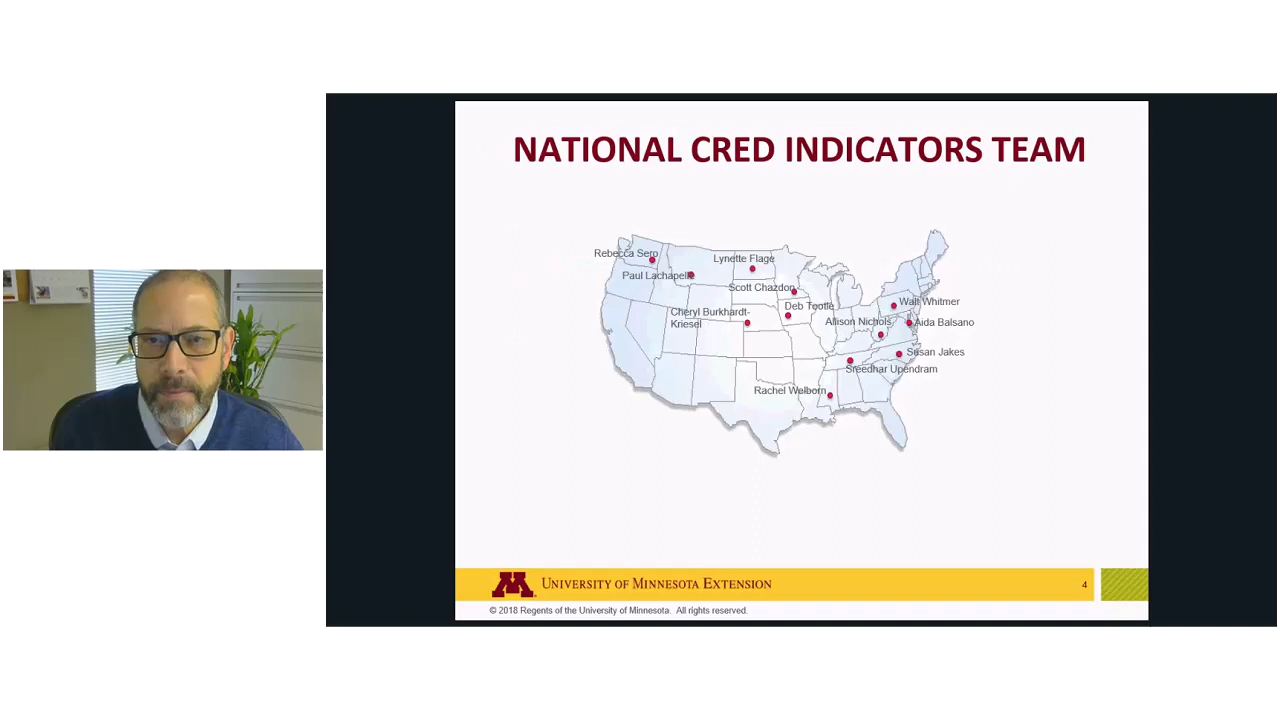 NATIONAL CRED INDICATORS TEAM
Rebecca Sero
Lynette Flage
Paul Lachapelle
Scott Chazdon
Walt Whitmer
Deb Tootle
Cheryl Burkhardt-
Kriesel
Allison Nichols
Aida Balsano
Susan Jakes
Sreedhar Upendram
Rachel Welborn
M
UNIVERSITY OF MINNESOTA EXTENSION
4
© 2018 Regents of the University of Minnesota. All rights reserved.